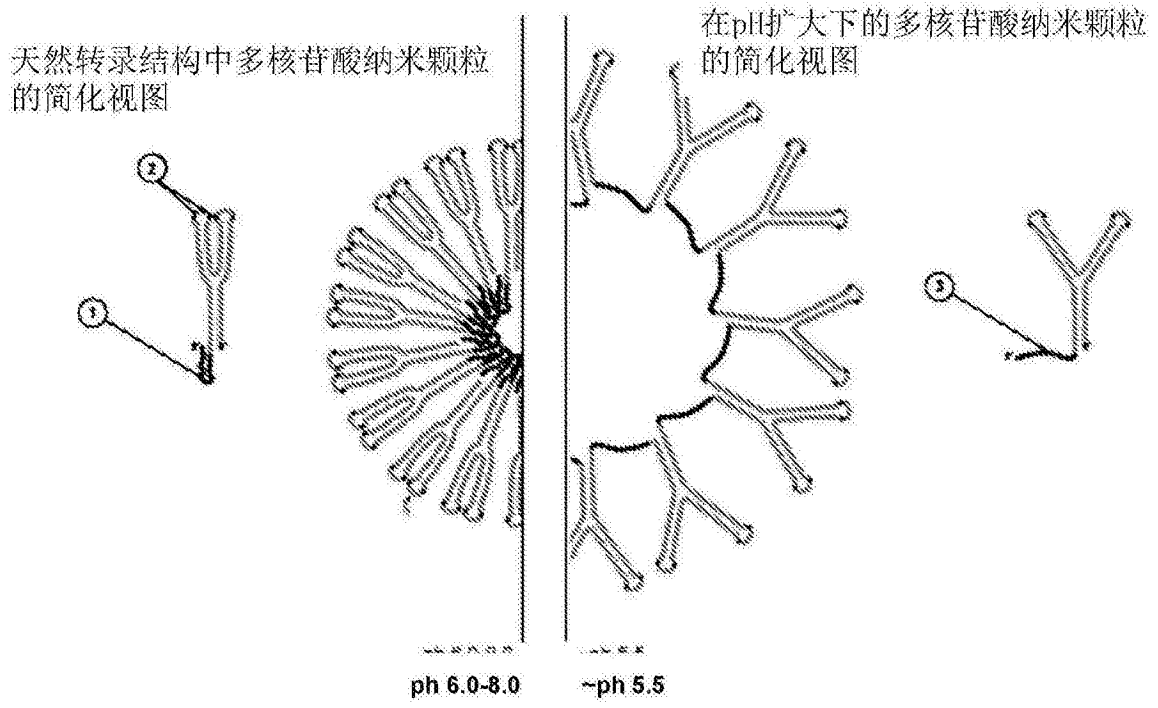 天然转录结构中多核苷酸纳米颗粒
的简化视图
在pH扩大下的多核苷酸纳米颗粒
的简化视图
2
1
3
ph 6.0-8.0
~ph 5.5